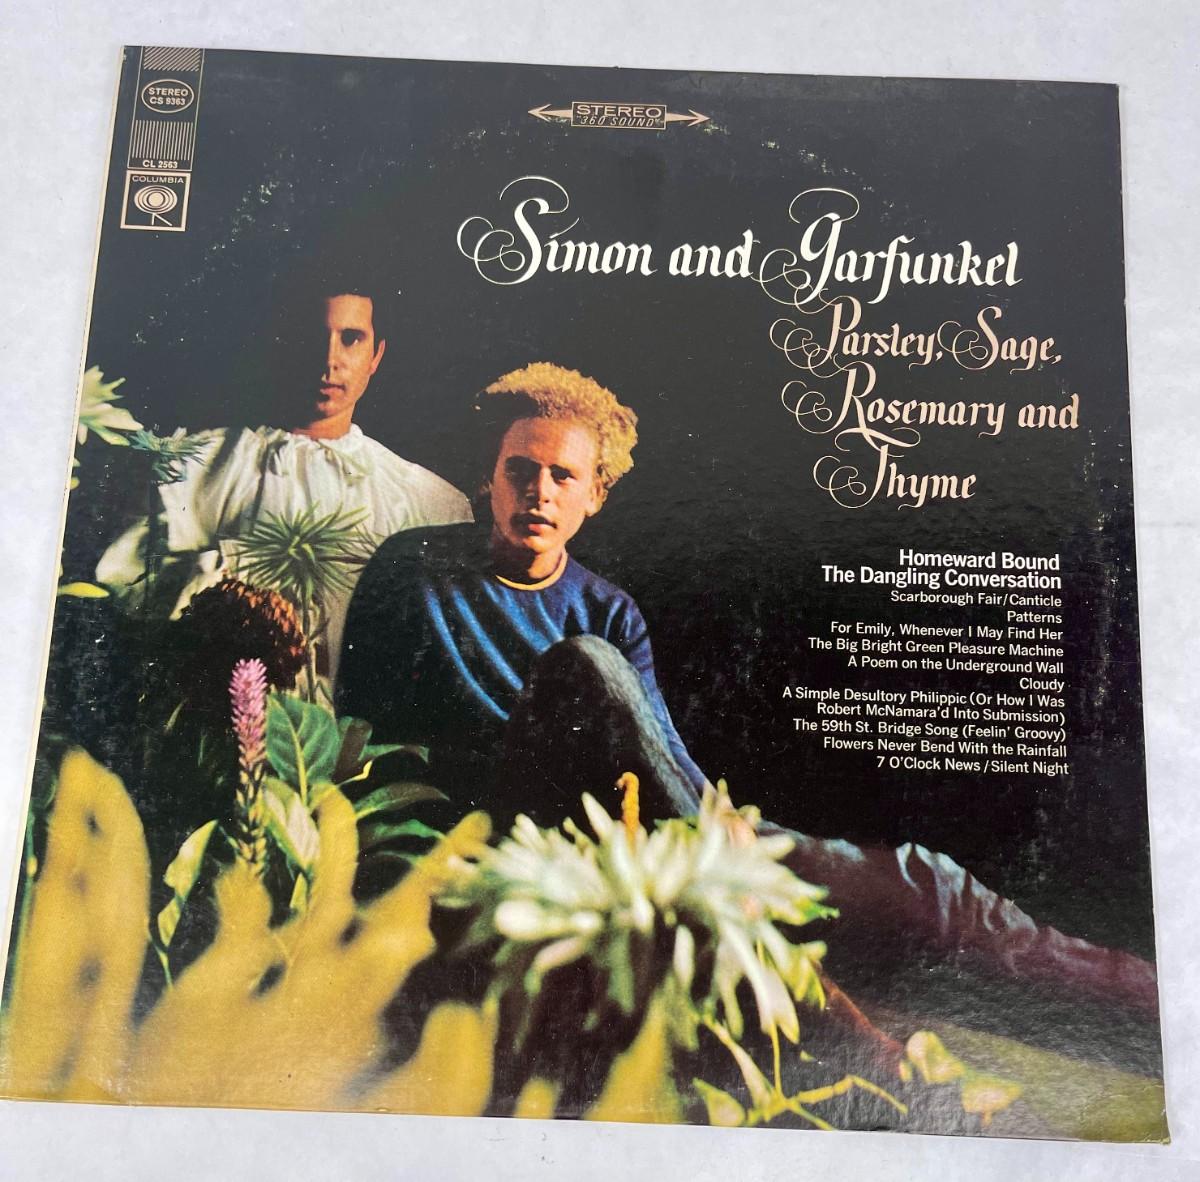 STEREO
CS 9363
CL 2563
COLUMBIA
STEREO
"360 SOUND"
Simon and Garfunkel
Parsley, Sage,
Rosemary and
Thyme
Homeward Bound
The Dangling Conversation
Scarborough Fair/Canticle
Patterns
For Emily, Whenever I May Find Her
The Big Bright Green Pleasure Machine
A Poem on the Underground Wall
Cloudy
A Simple Desultory Philippic (Or How I Was
Robert McNamara'd Into Submission)
The 59th St. Bridge Song (Feelin' Groovy)
Flowers Never Bend With the Rainfall
7 O'Clock News/Silent Night